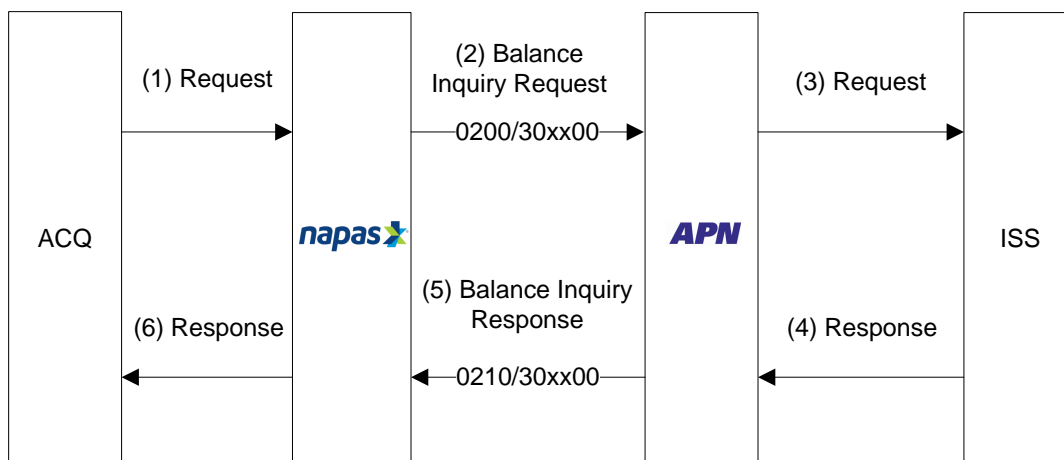 (2) Balance
Inquiry Request
(1) Request
(3) Request
0200/30xx00
ACQ
napas
APN
ISS
(5) Balance Inquiry
Response
(6) Response
(4) Response
0210/30xx00